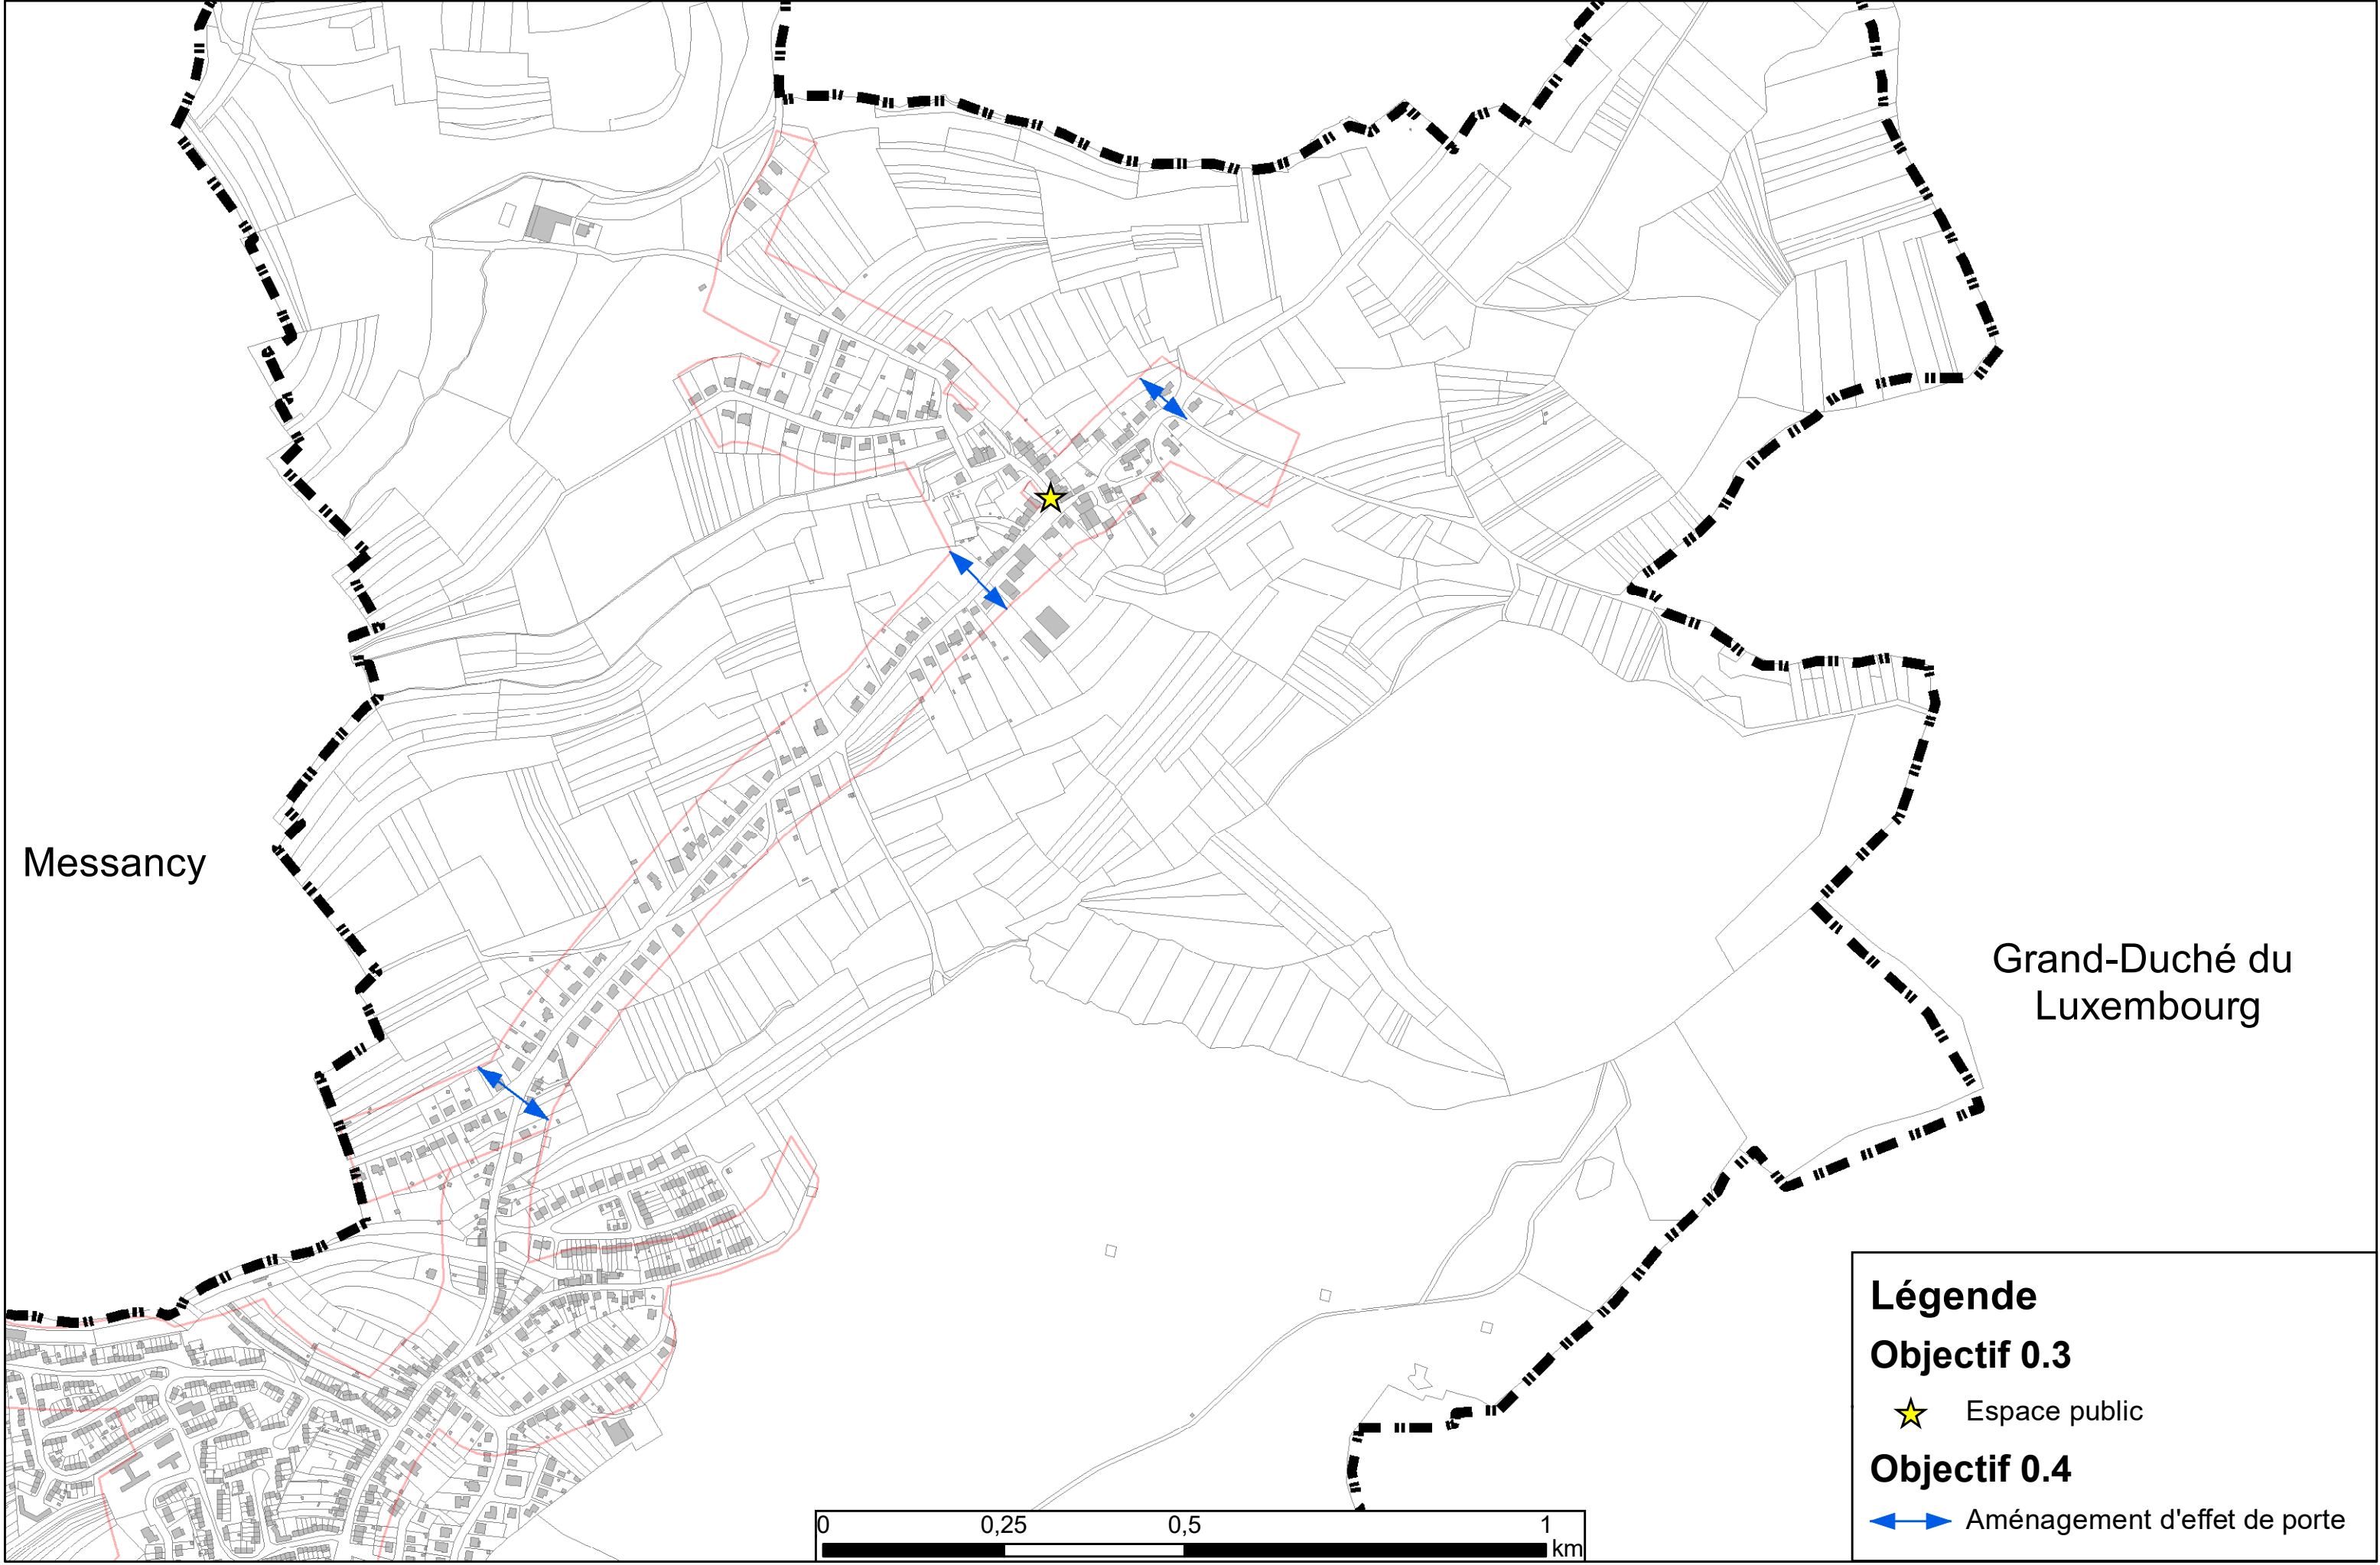 Messancy
Grand-Duché du
Luxembourg
Légende
Objectif 0.3
Espace public
Objectif 0.4
Aménagement d'effet de porte
0 0,25 0,5 1
km